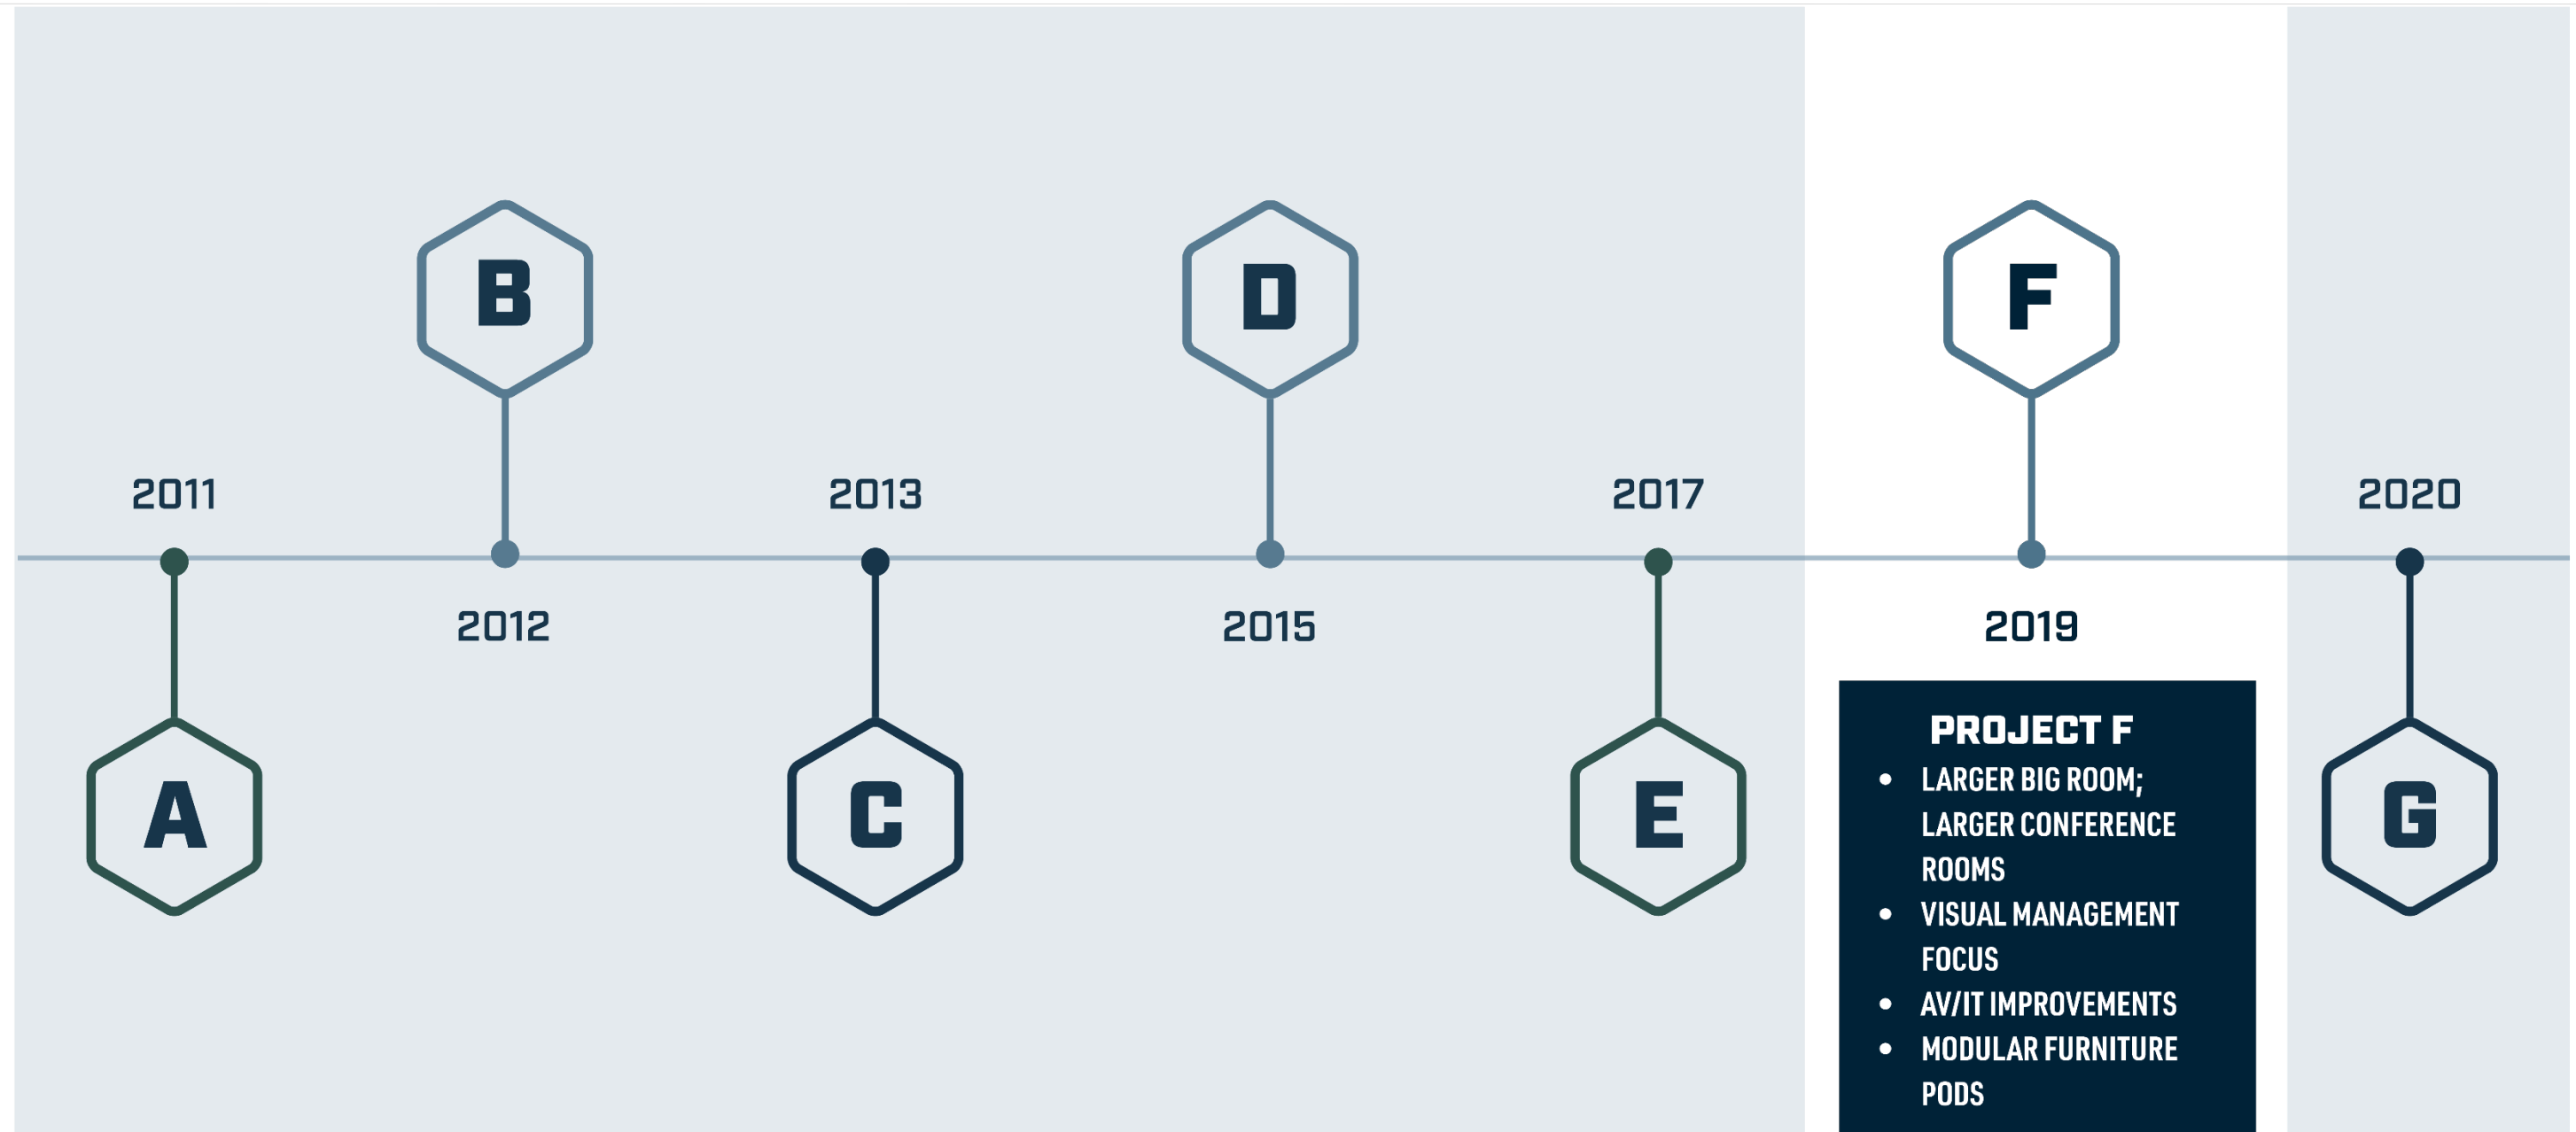 B
D
F
2011
2013
2017
2020
2012
2015
2019
A
C
E
G
PROJECT F
• LARGER BIG ROOM;
LARGER CONFERENCE
ROOMS
• VISUAL MANAGEMENT
FOCUS
• AV/IT IMPROVEMENTS
• MODULAR FURNITURE
PODS